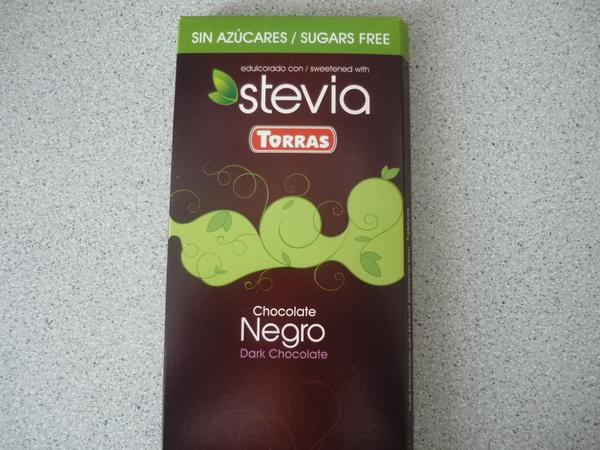 SIN AZÚCARES / SUGARS FREE
edulcorado con / sweetened with
stevia
TORRAS
Chocolate
Negro
Dark Chocolate